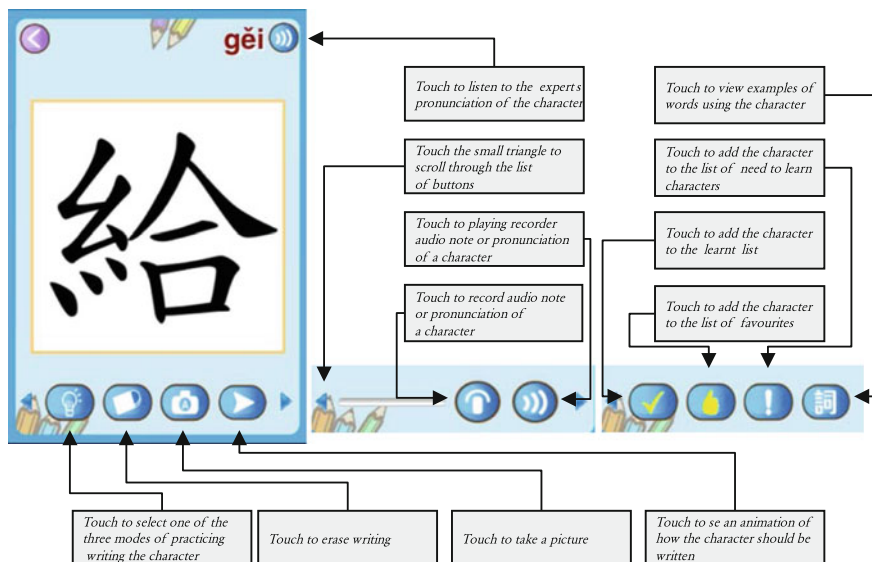 gěi
給
Touch to listen to the experts
pronunciation of the character
Touch the small triangle to
scroll through the list
of buttons
Touch to playing recorder
audio note or pronunciation
of a character
Touch to record audio note
or pronunciation of
a character
Touch to view examples of
words using the character
Touch to add the character
to the list of need to learn
characters
Touch to add the character
to the learnt list
Touch to add the character
to the list of favourites
A
!
詞
Touch to select one of the
three modes of practicing
writing the character
Touch to erase writing
Touch to take a picture
Touch to se an animation of
how the character should be
written